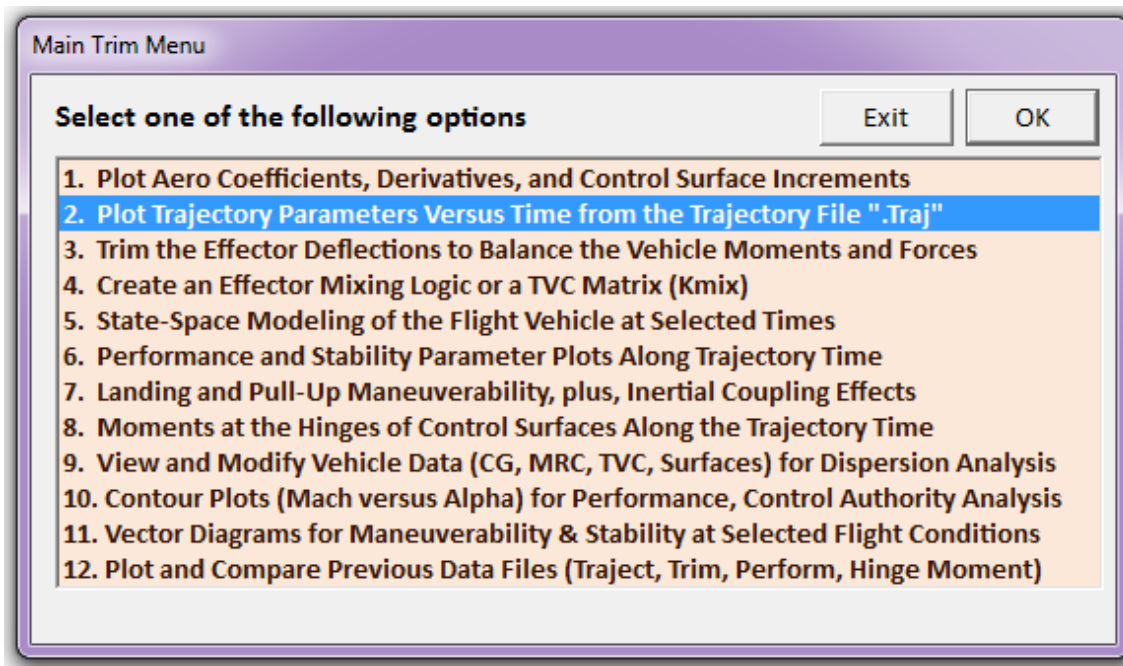 Main Trim Menu
Select one of the following options
Exit
OK
1. Plot Aero Coefficients, Derivatives, and Control Surface Increments
2. Plot Trajectory Parameters Versus Time from the Trajectory File ".Traj"
3. Trim the Effector Deflections to Balance the Vehicle Moments and Forces
4. Create an Effector Mixing Logic or a TVC Matrix (Kmix)
5. State-Space Modeling of the Flight Vehicle at Selected Times
6. Performance and Stability Parameter Plots Along Trajectory Time
7. Landing and Pull-Up Maneuverability, plus, Inertial Coupling Effects
8. Moments at the Hinges of Control Surfaces Along the Trajectory Time
9. View and Modify Vehicle Data (CG, MRC, TVC, Surfaces) for Dispersion Analysis
10. Contour Plots (Mach versus Alpha) for Performance, Control Authority Analysis
11. Vector Diagrams for Maneuverability & Stability at Selected Flight Conditions
12. Plot and Compare Previous Data Files (Traject, Trim, Perform, Hinge Moment)